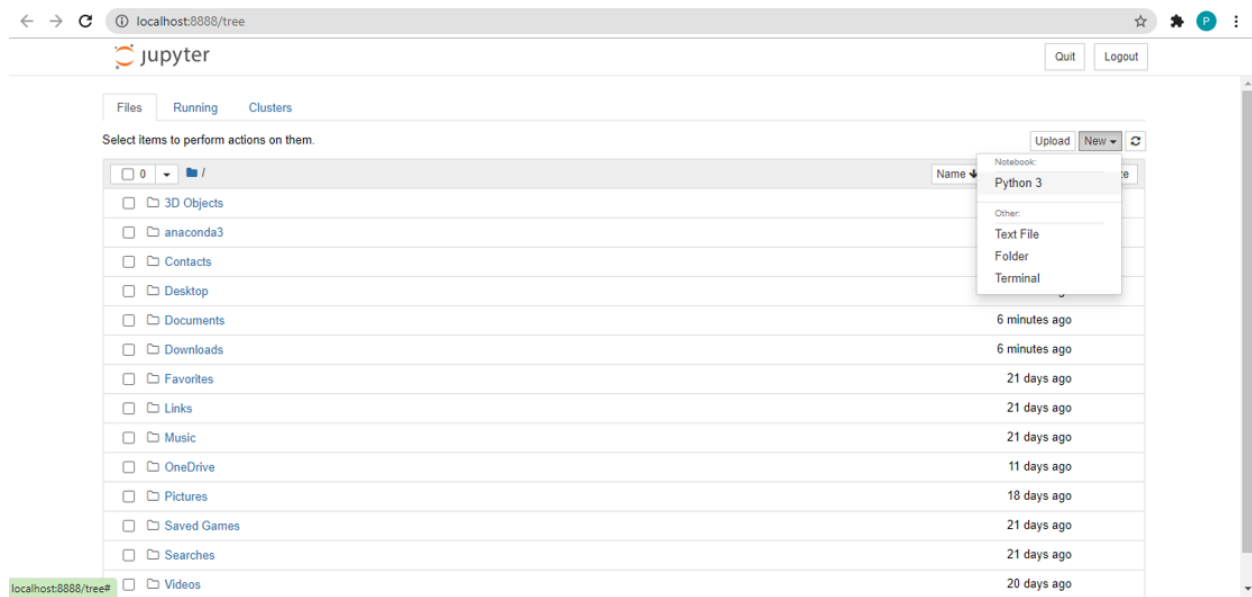 localhost:8888/tree
P
jupyter
Quit Logout
Files Running Clusters
Select items to perform actions on them.
Upload New
0 / Name
Notebook:
Python 3
Other:
Text File
Folder
Terminal
3D Objects
anaconda3
Contacts
Desktop
Documents 6 minutes ago
Downloads 6 minutes ago
Favorites 21 days ago
Links 21 days ago
Music 21 days ago
OneDrive 11 days ago
Pictures 18 days ago
Saved Games 21 days ago
Searches 21 days ago
Videos 20 days ago
localhost:8888/tree#